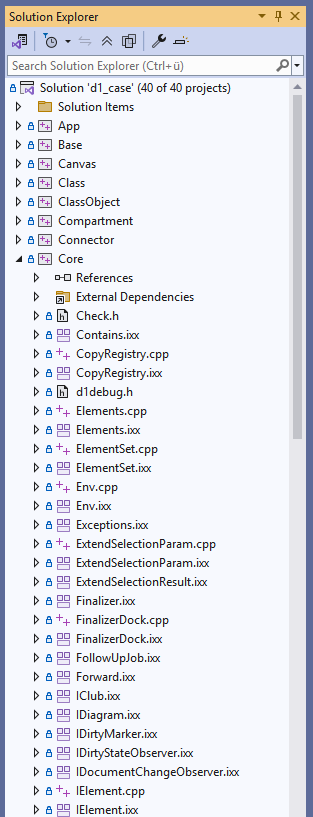 Solution Explorer
Search Solution Explorer (Ctrl+ü)
Solution 'd1_case' (40 of 40 projects)
Solution Items
App
Base
Canvas
Class
ClassObject
Compartment
Connector
Core
References
External Dependencies
Check.h
Contains.ixx
CopyRegistry.cpp
CopyRegistry.ixx
d1debug.h
Elements.cpp
Elements.ixx
ElementSet.cpp
ElementSet.ixx
Env.cpp
Env.ixx
Exceptions.ixx
ExtendSelectionParam.cpp
ExtendSelectionParam.ixx
ExtendSelectionResult.ixx
Finalizer.ixx
FinalizerDock.cpp
FinalizerDock.ixx
FollowUpJob.ixx
Forward.ixx
IClub.ixx
IDiagram.ixx
IDirtyMarker.ixx
IDirtyStateObserver.ixx
IDocumentChangeObserver.ixx
IElement.cpp
IElement.ixx